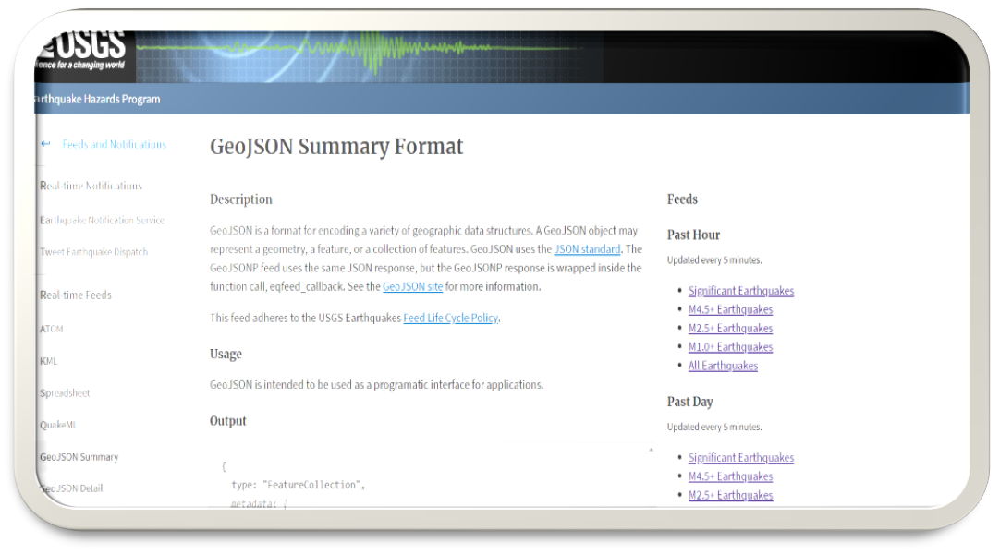 USGS
ence for a changing world
arthquake Hazards Program
Feeds and Notifications
Real-time Notifications
Earthquake Notification Service
Tweet Earthquake Dispatch
Real-time Feeds
ATOM
KML
Spreadsheet
QuakeML
GeoJSON Summary
GeoJSON Detail
GeoJSON Summary Format
Description
GeoJSON is a format for encoding a variety of geographic data structures. A GeoJSON object may
represent a geometry, a feature, or a collection of features. GeoJSON uses the JSON standard. The
GeoJSONP feed uses the same JSON response, but the GeoJSONP response is wrapped inside the
function call, eqfeed_callback. See the GeoJSON site for more information.
This feed adheres to the USGS Earthquakes Feed Life Cycle Policy.
Usage
GeoJSON is intended to be used as a programatic interface for applications.
Output
{
type: "FeatureCollection",
metadata: {
Feeds
Past Hour
Updated every 5 minutes.
• Significant Earthquakes
• M4.5+ Earthquakes
• M2.5+ Earthquakes
• M1.0+ Earthquakes
• All Earthquakes
Past Day
Updated every 5 minutes.
• Significant Earthquakes
• M4.5+ Earthquakes
• M2.5+ Earthquakes